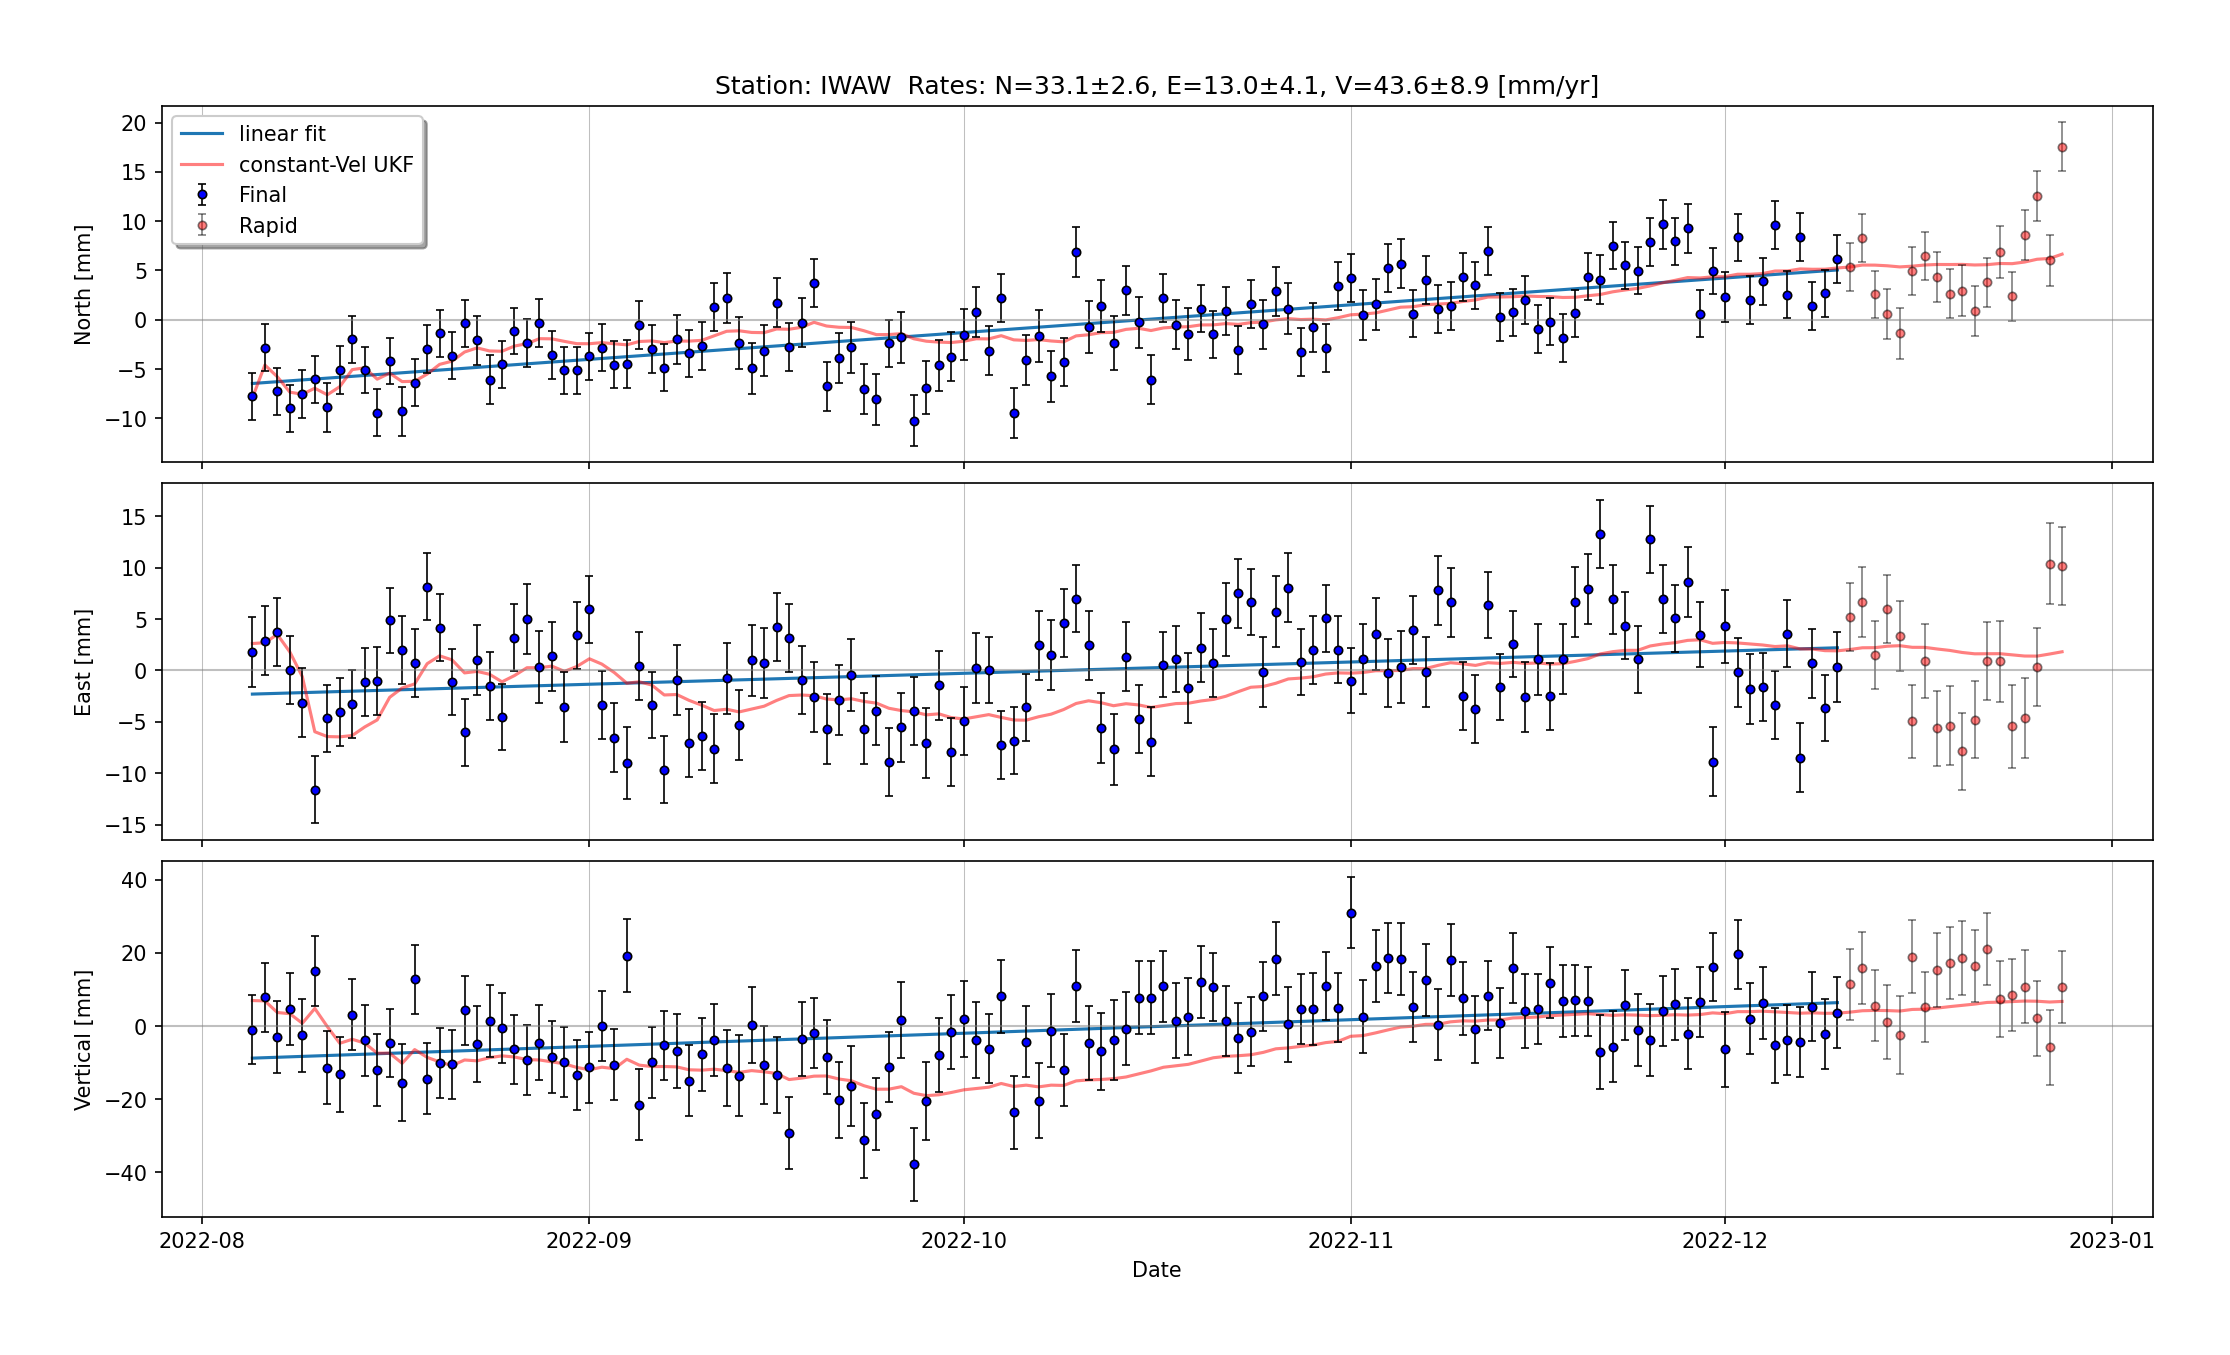 Station: IWAW  Rates: N=33.1±2.6, E=13.0±4.1, V=43.6±8.9 [mm/yr]
linear fit
constant-Vel UKF
Final
Rapid
North [mm]
20
15
10
5
0
−5
−10
East [mm]
15
10
5
0
−5
−10
−15
Vertical [mm]
40
20
0
−20
−40
2022-08 2022-09 2022-10 2022-11 2022-12 2023-01
Date